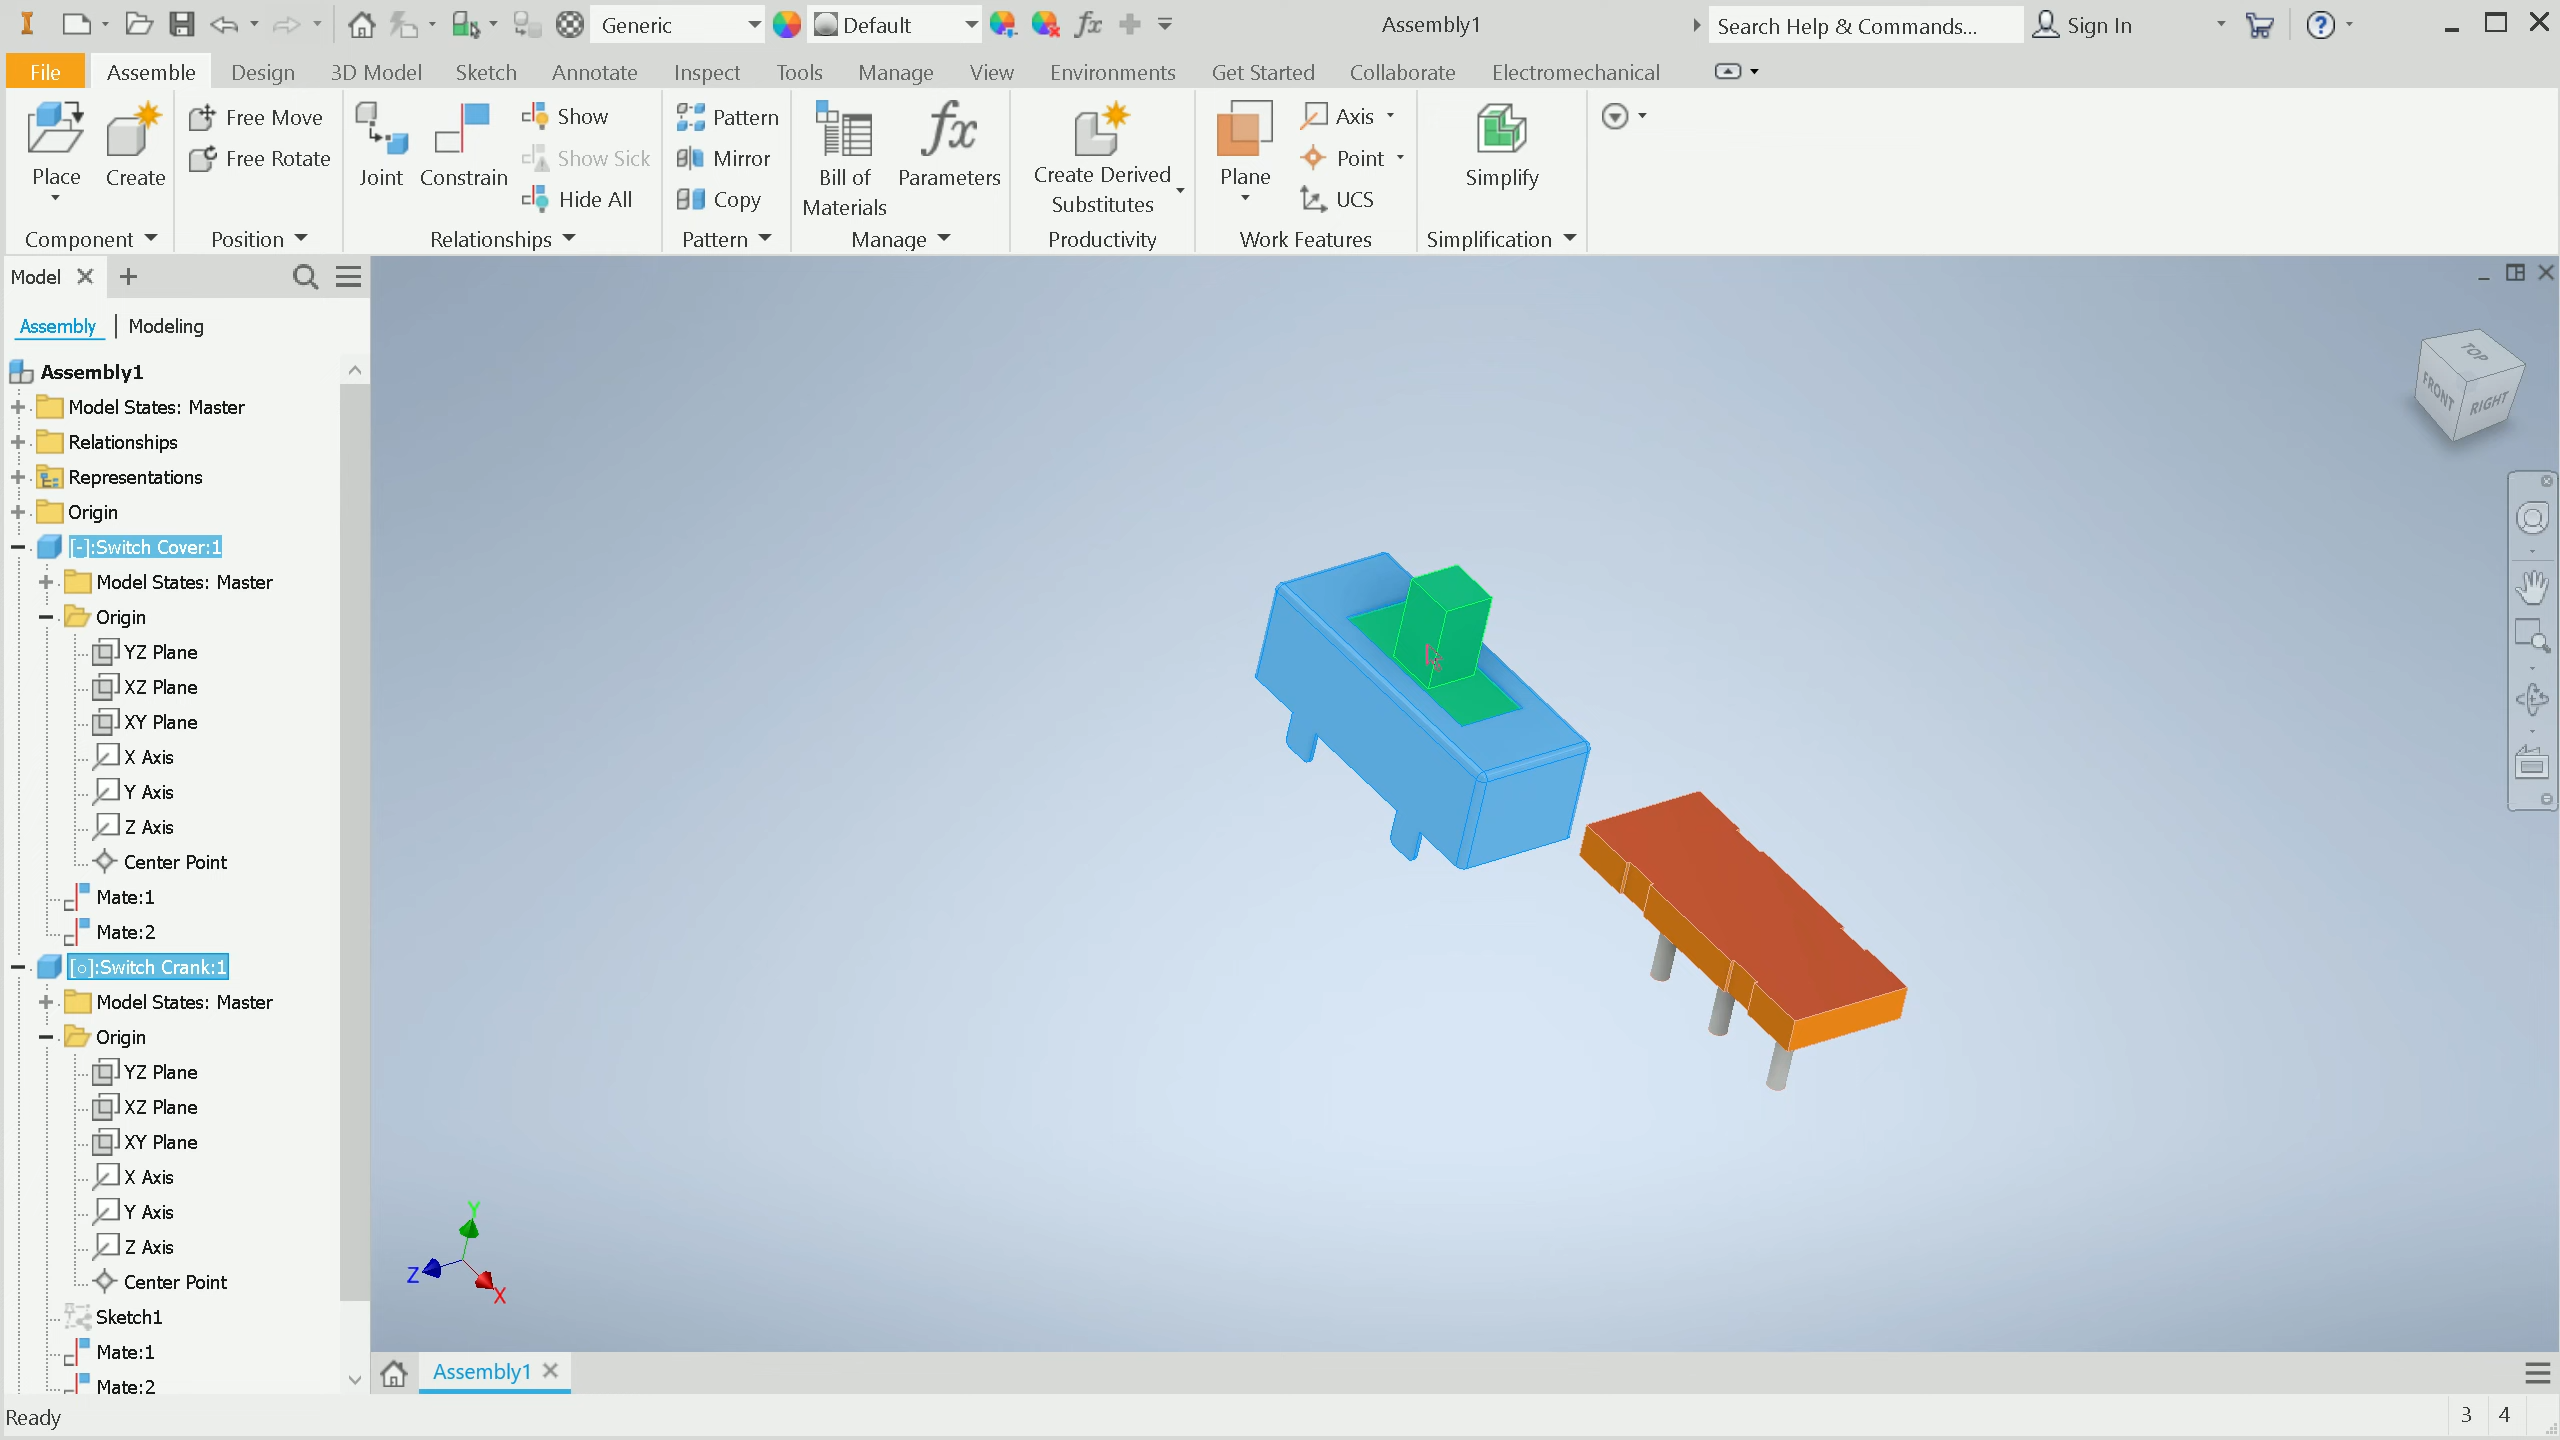 Generic
Default
Assembly1
Search Help & Commands...
Sign In
File
Assemble
Design
3D Model
Sketch
Annotate
Inspect
Tools
Manage
View
Environments
Get Started
Collaborate
Electromechanical
Place
Create
Component
Free Move
Free Rotate
Position
Joint
Constrain
Show
Show Sick
Hide All
Relationships
Pattern
Mirror
Copy
Pattern
Bill of
Materials
fx
Parameters
Manage
Create Derived
Substitutes
Productivity
Plane
Axis
Point
UCS
Work Features
Simplify
Simplification
Model
Assembly | Modeling
Assembly1
Model States: Master
Relationships
Representations
Origin
[-]:Switch Cover:1
Model States: Master
Origin
YZ Plane
XZ Plane
XY Plane
X Axis
Y Axis
Z Axis
Center Point
Mate:1
Mate:2
[○]:Switch Crank:1
Model States: Master
Origin
YZ Plane
XZ Plane
XY Plane
X Axis
Y Axis
Z Axis
Center Point
Sketch1
Mate:1
Mate:2
TOP
FRONT
RIGHT
Y
Z
X
Assembly1
Ready
3 4